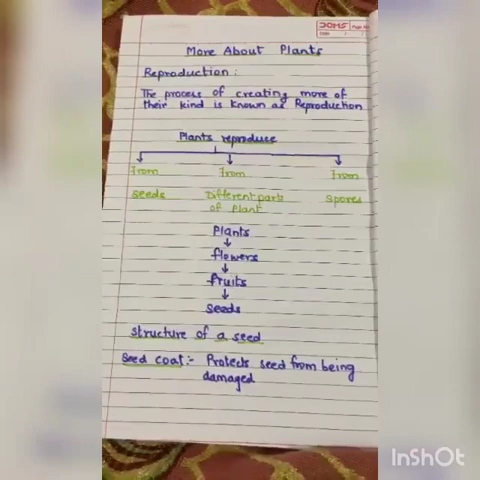 DOMS
More About Plants
Reproduction:
The process of creating more of
their kind is known as Reproduction
Plants reproduce
From From From
Seeds Different parts Spores
of Plant
Plants
↓
flowers
↓
fruits
↓
Seeds
Structure of a seed
Seed coat:- Protects seed from being
damaged
InShOt